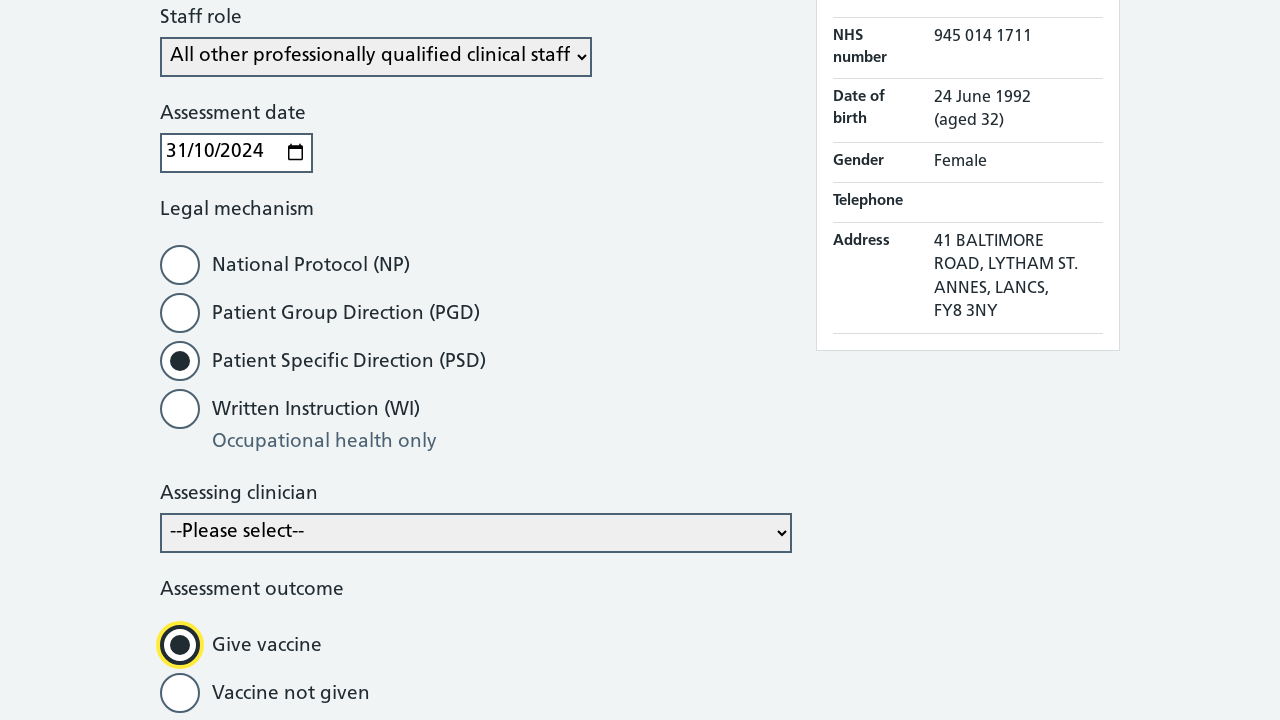 Staff role
All other professionally qualified clinical staff
Assessment date
31/10/2024
Legal mechanism
National Protocol (NP)
Patient Group Direction (PGD)
Patient Specific Direction (PSD)
Written Instruction (WI)
Occupational health only
Assessing clinician
--Please select--
Assessment outcome
Give vaccine
Vaccine not given
NHS number
945 014 1711
Date of birth
24 June 1992
(aged 32)
Gender
Female
Telephone
Address
41 BALTIMORE
ROAD, LYTHAM ST.
ANNES, LANCS,
FY8 3NY